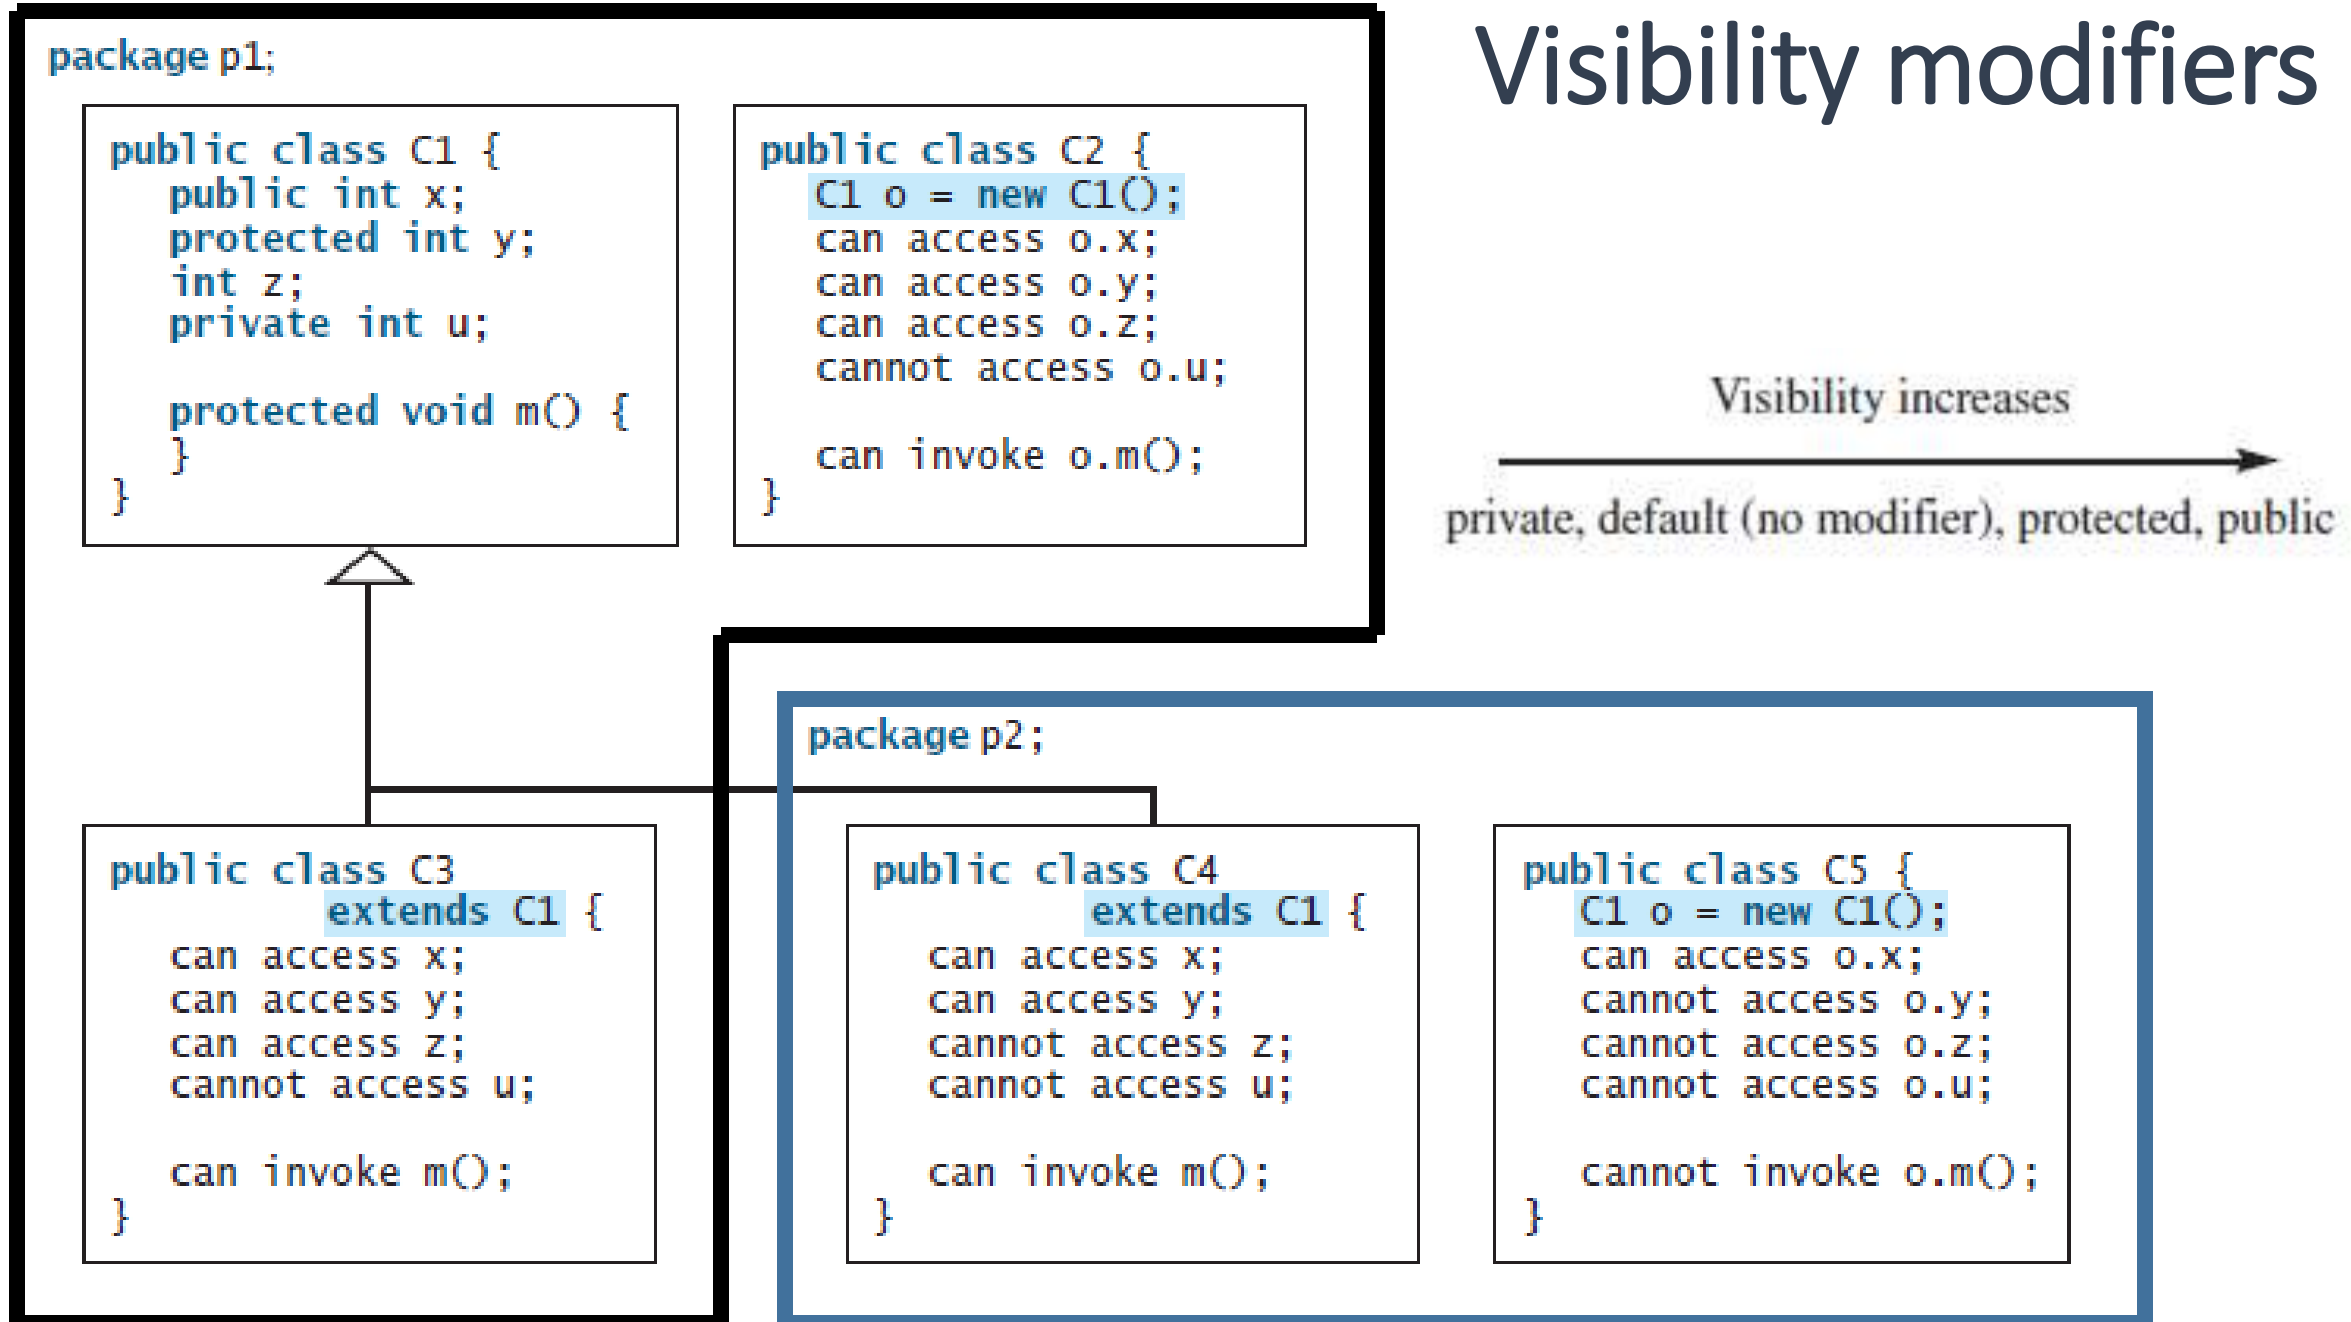 Visibility modifiers
package p1;
public class C1 {
public int x;
protected int y;
int z;
private int u;
protected void m() {
}
}
public class C2 {
C1 o = new C1();
can access o.x;
can access o.y;
can access o.z;
cannot access o.u;
can invoke o.m();
}
Visibility increases
private, default (no modifier), protected, public
public class C3
extends C1 {
can access x;
can access y;
can access z;
cannot access u;
can invoke m();
}
package p2;
public class C4
extends C1 {
can access x;
can access y;
cannot access z;
cannot access u;
can invoke m();
}
public class C5 {
C1 o = new C1();
can access o.x;
cannot access o.y;
cannot access o.z;
cannot access o.u;
cannot invoke o.m();
}